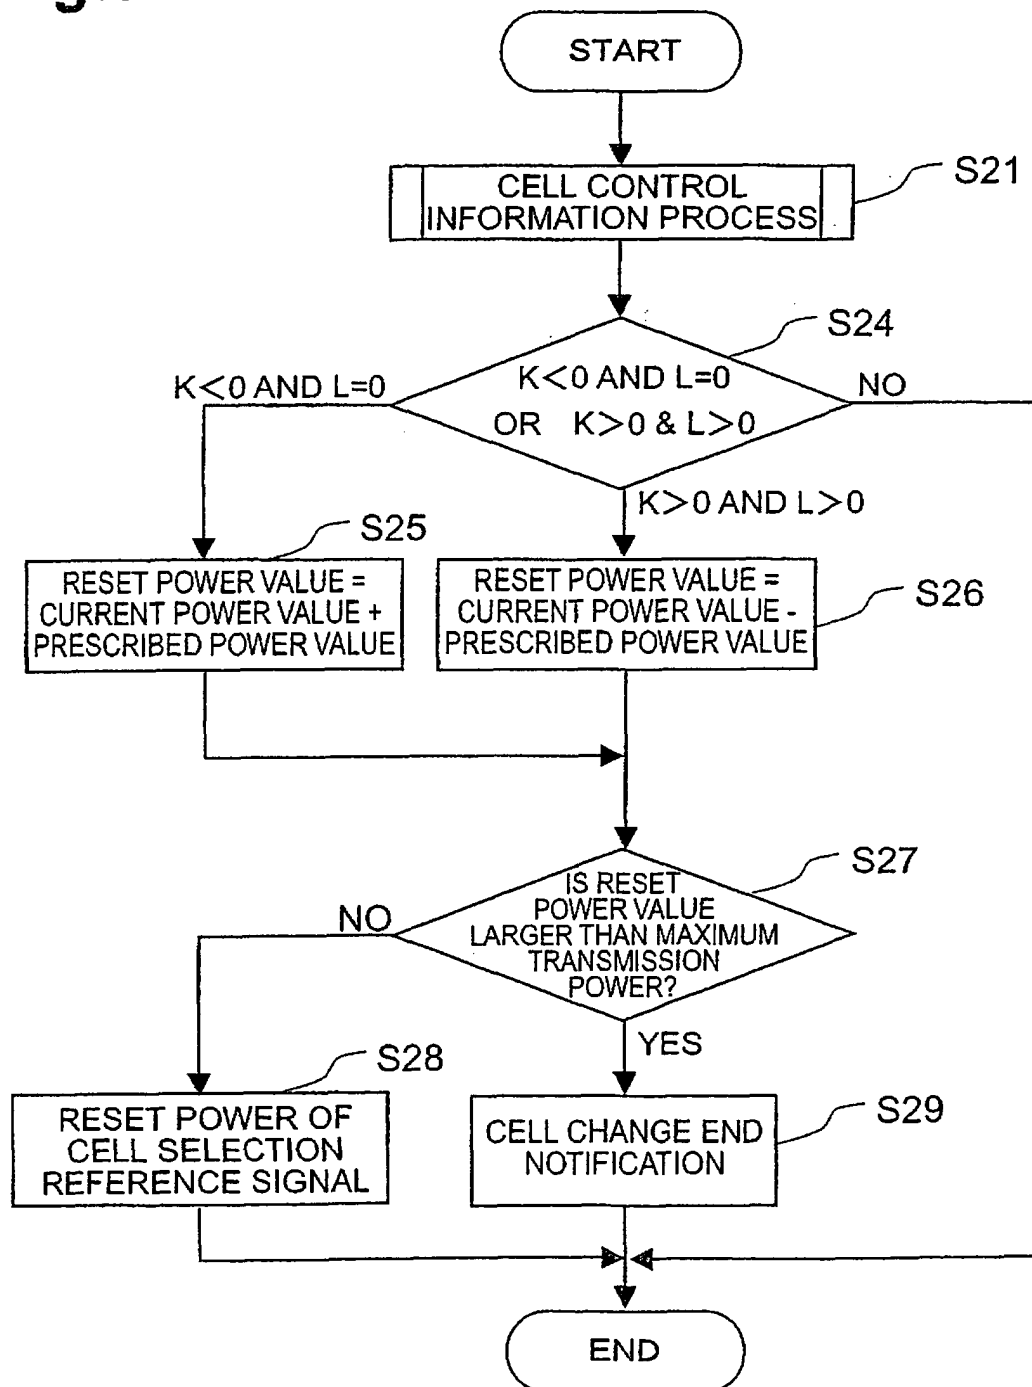 START
CELL CONTROL
INFORMATION PROCESS
S21
S24
K<0 AND L=0
K<0 AND L=0
OR K>0 & L>0
NO
K>0 AND L>0
S25
RESET POWER VALUE =
CURRENT POWER VALUE +
PRESCRIBED POWER VALUE
RESET POWER VALUE =
CURRENT POWER VALUE -
PRESCRIBED POWER VALUE
S26
S27
IS RESET
POWER VALUE
LARGER THAN MAXIMUM
TRANSMISSION
POWER?
NO
YES
S28
RESET POWER OF
CELL SELECTION
REFERENCE SIGNAL
CELL CHANGE END
NOTIFICATION
S29
END